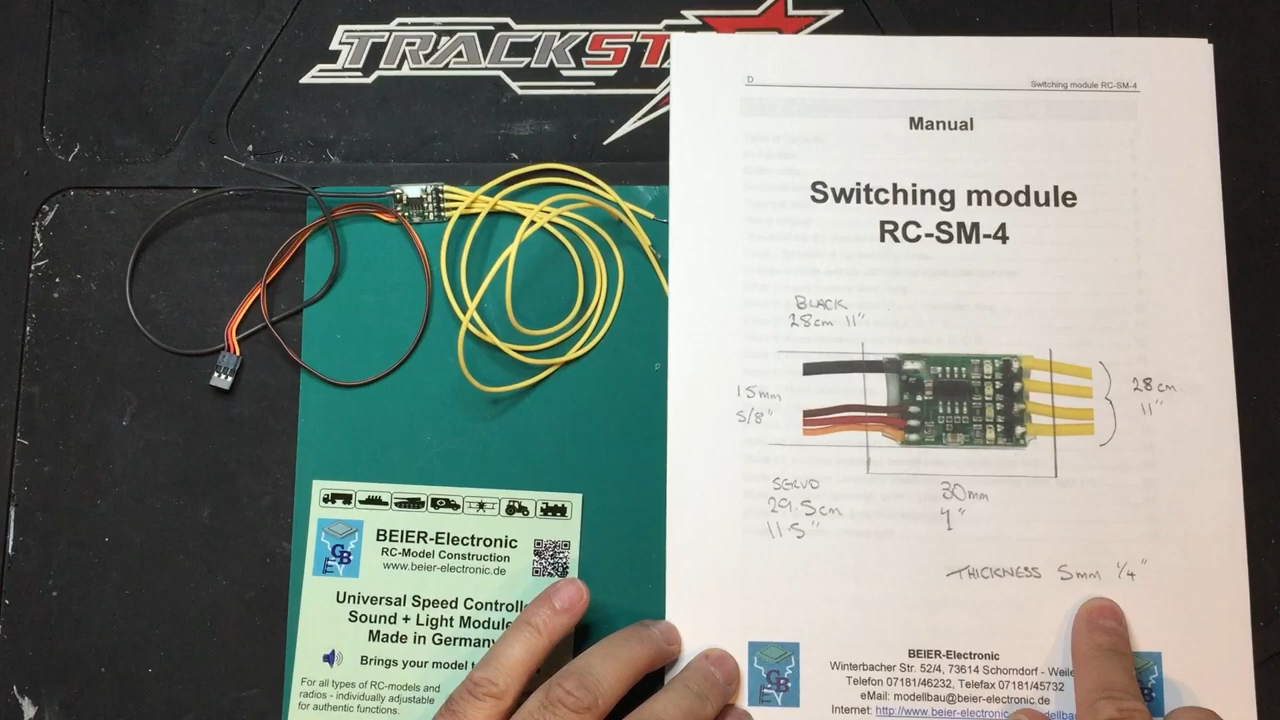 TRACKST
D
Switching module RC-SM-4
Manual
Switching module
RC-SM-4
BLACK
28cm 11"
15mm
5/8"
28cm
11"
SERVO
29.5cm
11.5"
30mm
1"
THICKNESS 5mm 1/4"
BEIER-Electronic
Winterbacher Str. 52/4, 73614 Schorndorf - Weile
Telefon 07181/46232, Telefax 07181/45732
eMail: modellbau@beier-electronic.de
Internet: http://www.beier-electronic
BEIER-Electronic
RC-Model Construction
www.beier-electronic.de
Universal Speed Controlle
Sound + Light Module
Made in Germany
Brings your model t
For all types of RC-models and
radios - individually adjustable
for authentic functions.